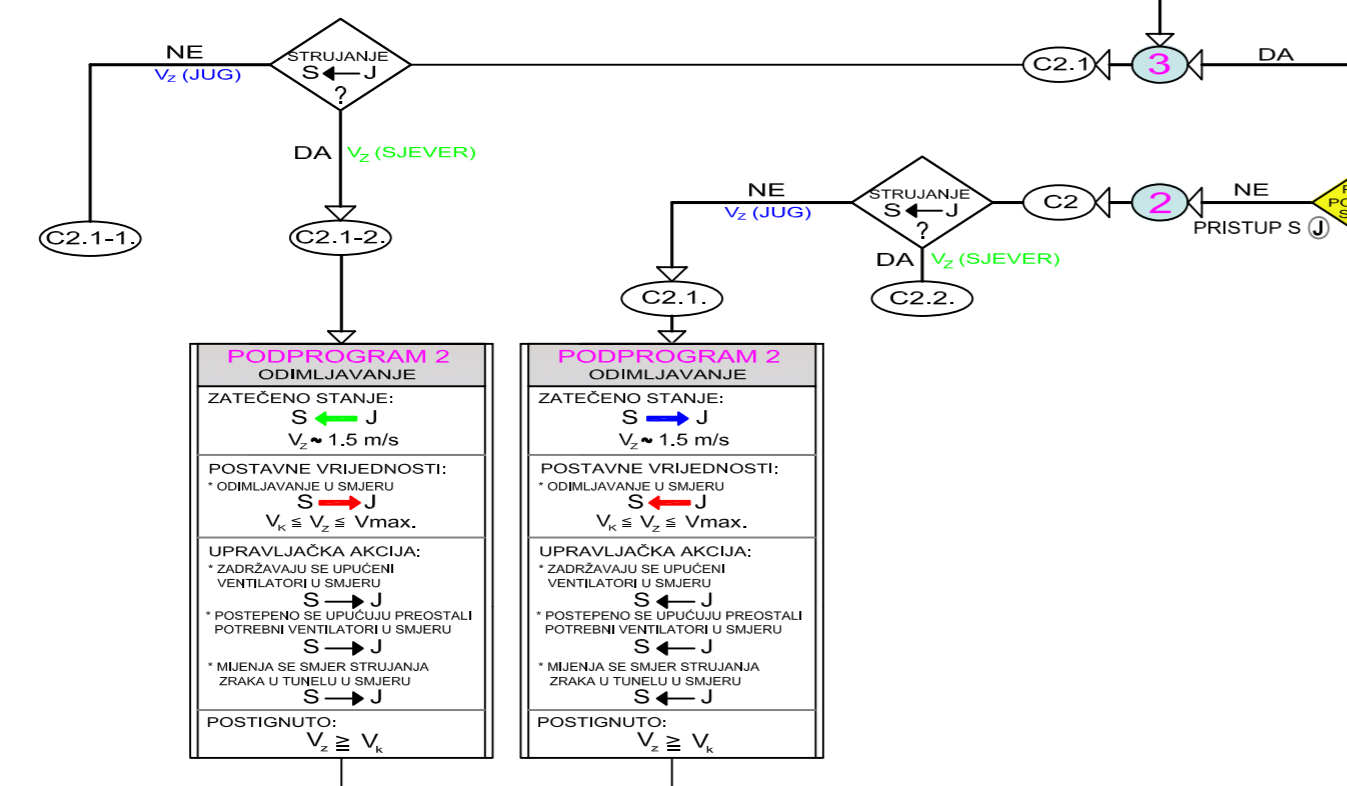 NE
Vz (JUG)
STRUJANJE
S J
?
DA Vz (SJEVER)
C2.1
3
DA
C2.1-1.
C2.1-2.
NE
Vz (JUG)
STRUJANJE
S J
?
DA Vz (SJEVER)
C2
2
NE
PRISTUP S J
C2.1.
C2.2.
PODPROGRAM 2
ODIMLJAVANJE
ZATEČENO STANJE:
S J
Vz ~ 1.5 m/s
POSTAVNE VRIJEDNOSTI:
* ODIMLJAVANJE U SMJERU
S J
VK ≦ Vz ≦ Vmax.
UPRAVLJAČKA AKCIJA:
* ZADRŽAVAJU SE UPUĆENI
VENTILATORI U SMJERU
S J
* POSTEPENO SE UPUĆUJU PREOSTALI
POTREBNI VENTILATORI U SMJERU
S J
* MIJENJA SE SMJER STRUJANJA
ZRAKA U TUNELU U SMJERU
S J
POSTIGNUTO:
Vz ≧ Vk
PODPROGRAM 2
ODIMLJAVANJE
ZATEČENO STANJE:
S J
Vz ~ 1.5 m/s
POSTAVNE VRIJEDNOSTI:
* ODIMLJAVANJE U SMJERU
S J
VK ≦ Vz ≦ Vmax.
UPRAVLJAČKA AKCIJA:
* ZADRŽAVAJU SE UPUĆENI
VENTILATORI U SMJERU
S J
* POSTEPENO SE UPUĆUJU PREOSTALI
POTREBNI VENTILATORI U SMJERU
S J
* MIJENJA SE SMJER STRUJANJA
ZRAKA U TUNELU U SMJERU
S J
POSTIGNUTO:
Vz ≧ Vk